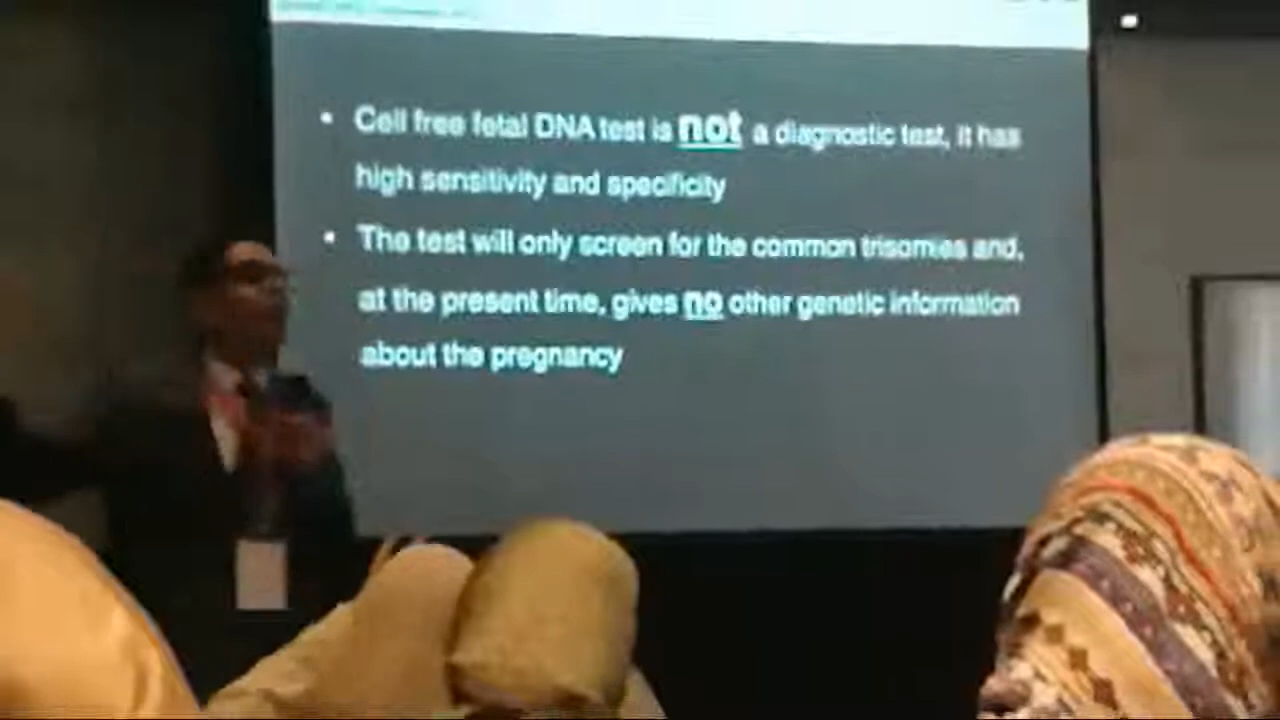 • Cell free fetal DNA test is not a diagnostic test, it has
high sensitivity and specificity
• The test will only screen for the common trisomies and,
at the present time, gives no other genetic information
about the pregnancy